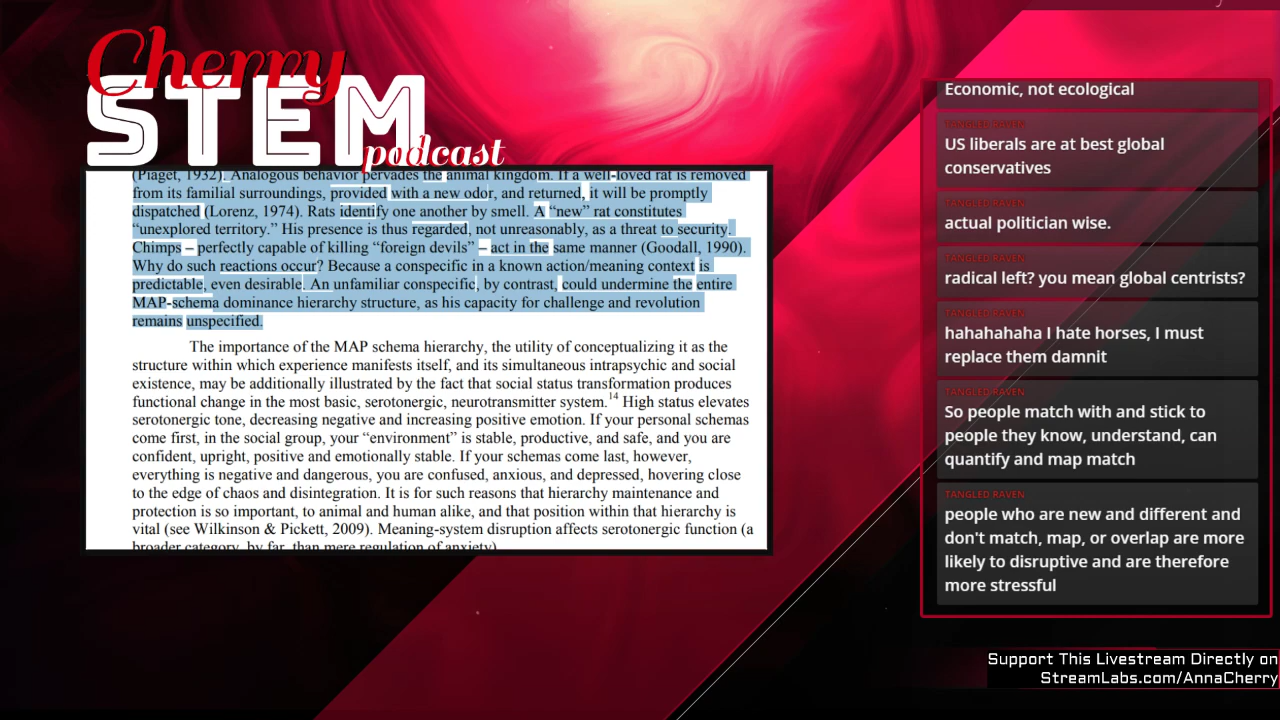 Cherry
STEM
podcast
(Piaget, 1932). Analogous behavior pervades the animal kingdom. If a well-loved rat is removed
from its familial surroundings, provided with a new odor, and returned, it will be promptly
dispatched (Lorenz, 1974). Rats identify one another by smell. A “new” rat constitutes
“unexplored territory.” His presence is thus regarded, not unreasonably, as a threat to security.
Chimps – perfectly capable of killing “foreign devils” – act in the same manner (Goodall, 1990).
Why do such reactions occur? Because a conspecific in a known action/meaning context is
predictable, even desirable. An unfamiliar conspecific, by contrast, could undermine the entire
MAP-schema dominance hierarchy structure, as his capacity for challenge and revolution
remains unspecified.
The importance of the MAP schema hierarchy, the utility of conceptualizing it as the
structure within which experience manifests itself, and its simultaneous intrapsychic and social
existence, may be additionally illustrated by the fact that social status transformation produces
functional change in the most basic, serotonergic, neurotransmitter system.14 High status elevates
serotonergic tone, decreasing negative and increasing positive emotion. If your personal schemas
come first, in the social group, your “environment” is stable, productive, and safe, and you are
confident, upright, positive and emotionally stable. If your schemas come last, however,
everything is negative and dangerous, you are confused, anxious, and depressed, hovering close
to the edge of chaos and disintegration. It is for such reasons that hierarchy maintenance and
protection is so important, to animal and human alike, and that position within that hierarchy is
vital (see Wilkinson & Pickett, 2009). Meaning-system disruption affects serotonergic function (a
broader category, by far, than mere regulation of anxiety).
Economic, not ecological
TANGLED RAVEN
US liberals are at best global
conservatives
TANGLED RAVEN
actual politician wise.
TANGLED RAVEN
radical left? you mean global centrists?
TANGLED RAVEN
hahahahaha I hate horses, I must
replace them damnit
TANGLED RAVEN
So people match with and stick to
people they know, understand, can
quantify and map match
TANGLED RAVEN
people who are new and different and
don't match, map, or overlap are more
likely to disruptive and are therefore
more stressful
Support This Livestream Directly on
StreamLabs.com/AnnaCherry